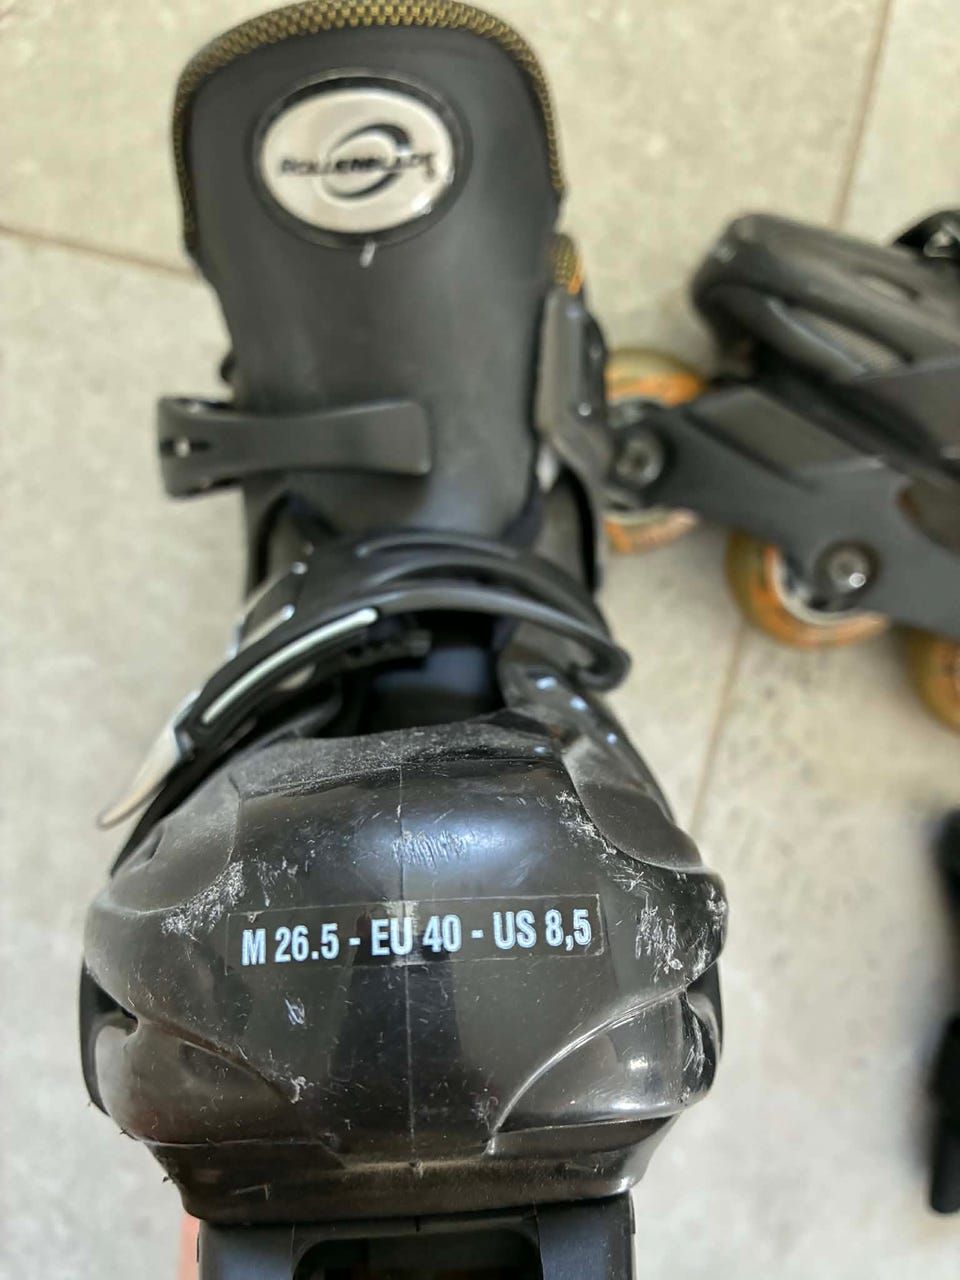 ROLLERBLADE
M 26.5 - EU 40 - US 8,5